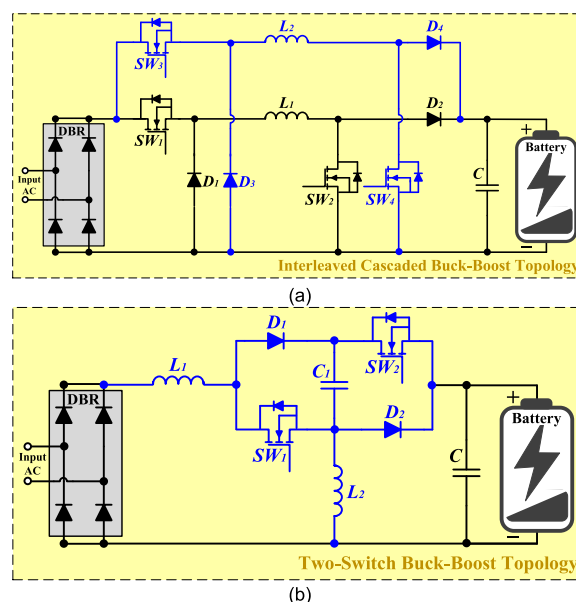 L2
D4
SW3
DBR
L1
D2
SW1
Battery
Input
AC
D1
D3
SW2
SW4
C
Interleaved Cascaded Buck-Boost Topology
(a)
D1
L1
C1
SW2
DBR
D2
Battery
Input
AC
SW1
C
L2
Two-Switch Buck-Boost Topology
(b)